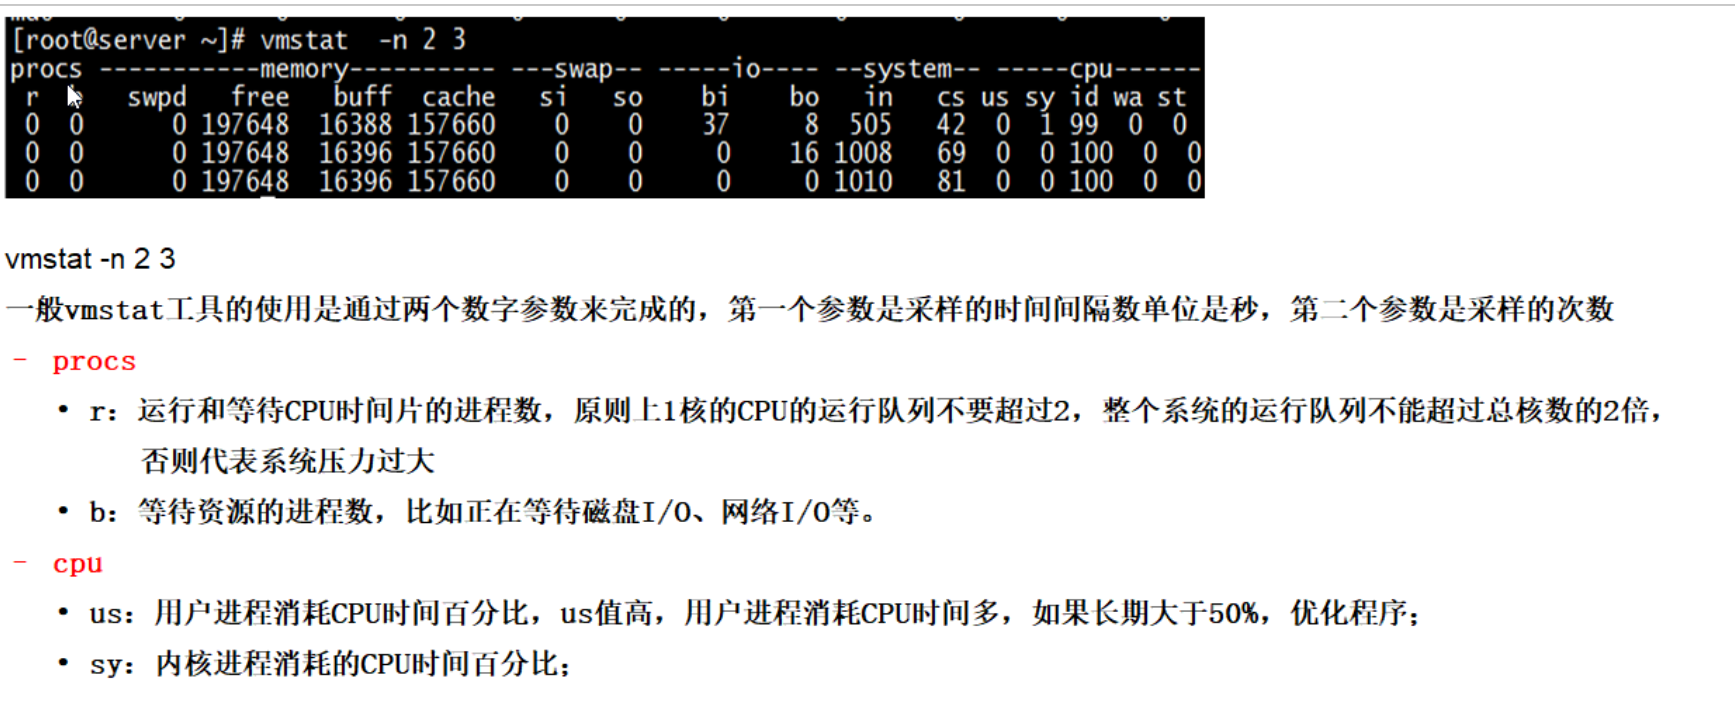 [root@server ~]# vmstat -n 2 3
procs -----------memory---------- ---swap-- -----io---- --system-- -----cpu------
r swpd free buff cache si so bi bo in cs us sy id wa st
0 0 0 197648 16388 157660 0 0 37 8 505 42 0 1 99 0 0
0 0 0 197648 16396 157660 0 0 0 16 1008 69 0 0 100 0 0
0 0 0 197648 16396 157660 0 0 0 0 1010 81 0 0 100 0 0
vmstat -n 2 3
一般vmstat工具的使用是通过两个数字参数来完成的，第一个参数是采样的时间间隔数单位是秒，第二个参数是采样的次数
- procs
• r：运行和等待CPU时间片的进程数，原则上1核的CPU的运行队列不要超过2，整个系统的运行队列不能超过总核数的2倍，
否则代表系统压力过大
• b：等待资源的进程数，比如正在等待磁盘I/O、网络I/O等。
- cpu
• us：用户进程消耗CPU时间百分比，us值高，用户进程消耗CPU时间多，如果长期大于50%，优化程序；
• sy：内核进程消耗的CPU时间百分比；